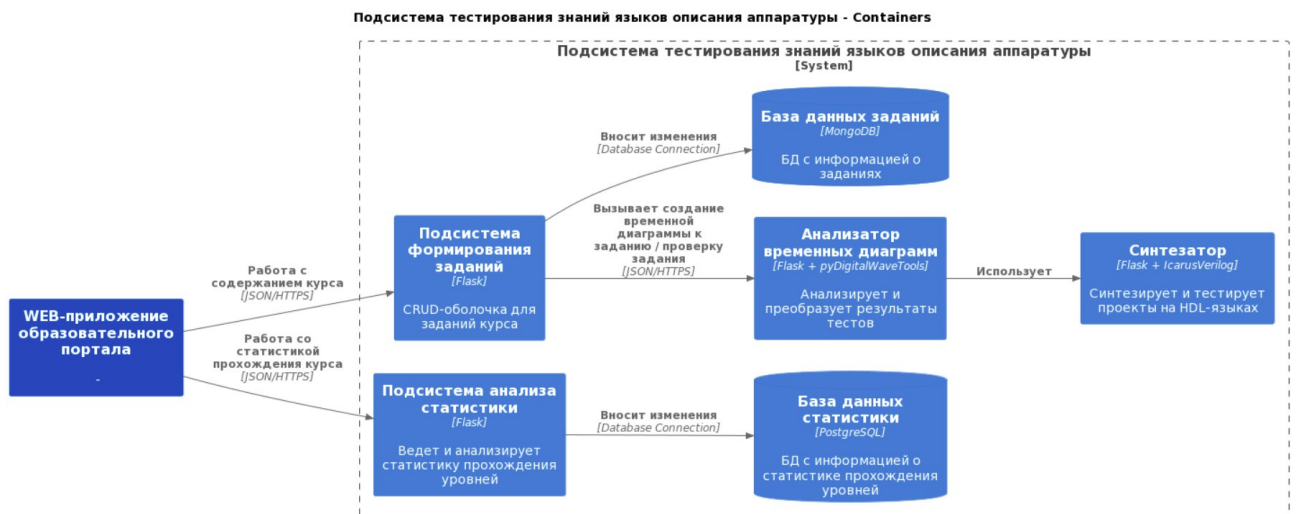 Подсистема тестирования знаний языков описания аппаратуры - Containers
Подсистема тестирования знаний языков описания аппаратуры
[System]
База данных заданий
[MongoDB]
БД с информацией о
заданиях
Вносит изменения
[Database Connection]
Вызывает создание
временной
диаграммы к
заданию / проверку
задания
[JSON/HTTPS]
Подсистема
формирования
заданий
[Flask]
CRUD-оболочка для
заданий курса
Анализатор
временных диаграмм
[Flask + pyDigitalWaveTools]
Анализирует и
преобразует результаты
тестов
Использует
Синтезатор
[Flask + IcarusVerilog]
Синтезирует и тестирует
проекты на HDL-языках
Работа с
содержанием курса
[JSON/HTTPS]
WEB-приложение
образовательного
портала
-
Работа со
статистикой
прохождения курса
[JSON/HTTPS]
Подсистема анализа
статистики
[Flask]
Ведет и анализирует
статистику прохождения
уровней
Вносит изменения
[Database Connection]
База данных
статистики
[PostgreSQL]
БД с информацией о
статистике прохождения
уровней